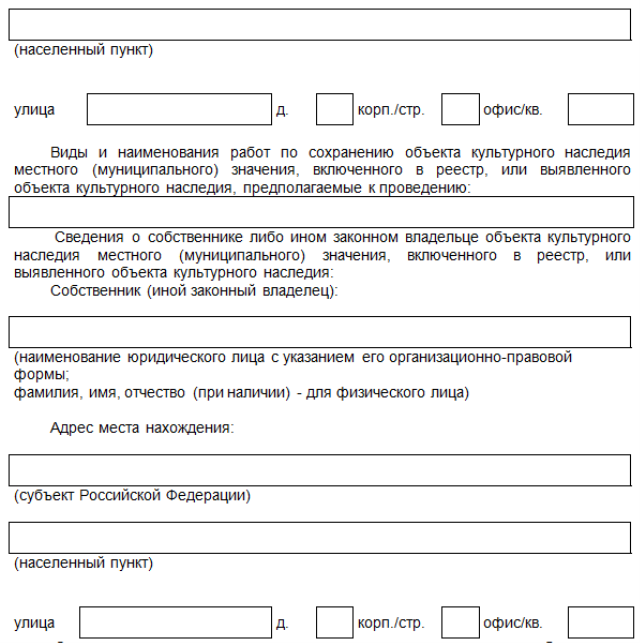 (населенный пункт)
улица д. корп./стр. офис/кв.
Виды и наименования работ по сохранению объекта культурного наследия
местного (муниципального) значения, включенного в реестр, или выявленного
объекта культурного наследия, предполагаемые к проведению:
Сведения о собственнике либо ином законном владельце объекта культурного
наследия местного (муниципального) значения, включенного в реестр, или
выявленного объекта культурного наследия:
Собственник (иной законный владелец):
(наименование юридического лица с указанием его организационно-правовой
формы;
фамилия, имя, отчество (при наличии) - для физического лица)
Адрес места нахождения:
(субъект Российской Федерации)
(населенный пункт)
улица д. корп./стр. офис/кв.